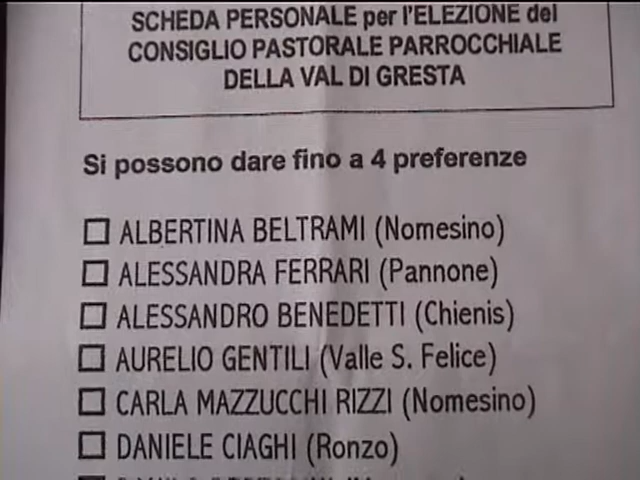 SCHEDA PERSONALE per l'ELEZIONE del
CONSIGLIO PASTORALE PARROCCHIALE
DELLA VAL DI GRESTA
Si possono dare fino a 4 preferenze
ALBERTINA BELTRAMI (Nomesino)
ALESSANDRA FERRARI (Pannone)
ALESSANDRO BENEDETTI (Chienis)
AURELIO GENTILI (Valle S. Felice)
CARLA MAZZUCCHI RIZZI (Nomesino)
DANIELE CIAGHI (Ronzo)